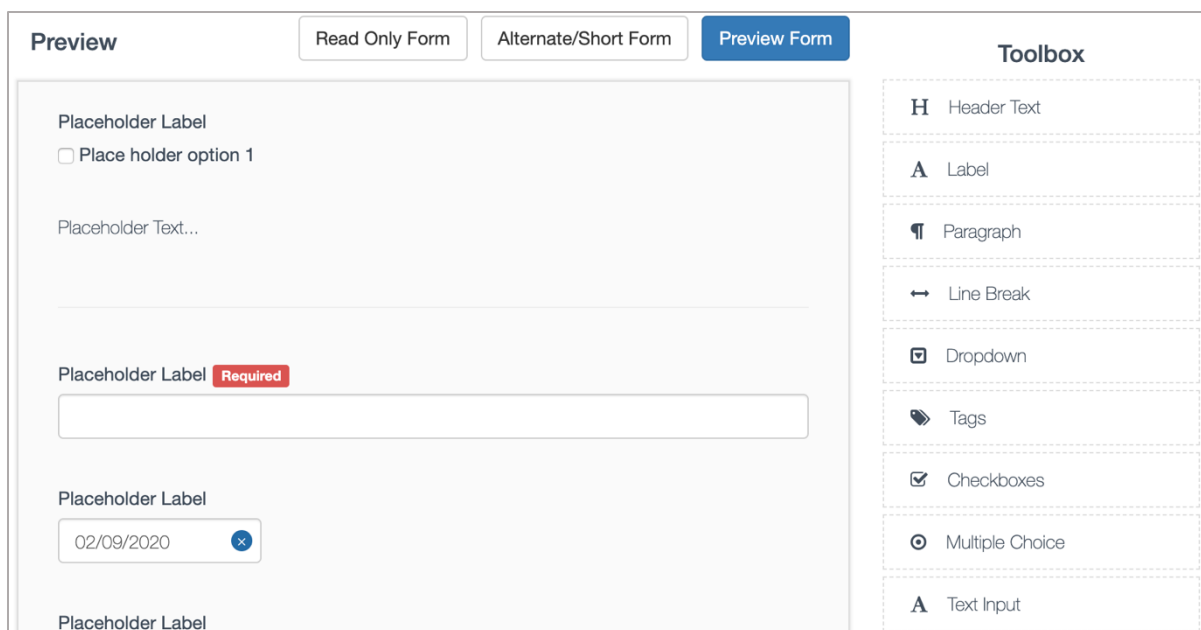 Preview
Read Only Form
Alternate/Short Form
Preview Form
Placeholder Label
Place holder option 1
Placeholder Text...
Placeholder Label Required
Placeholder Label
02/09/2020
Placeholder Label
Toolbox
H Header Text
A Label
¶ Paragraph
Line Break
Dropdown
Tags
Checkboxes
Multiple Choice
A Text Input